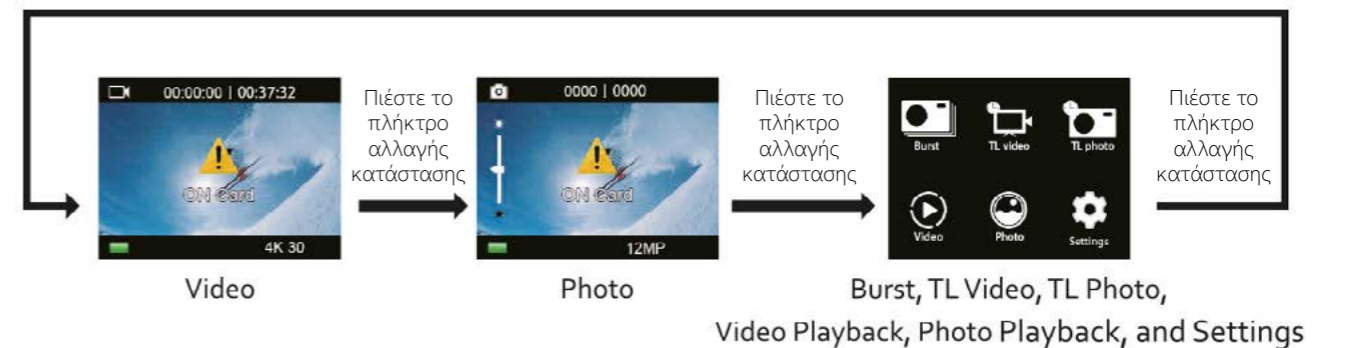 00:00:00 | 00:37:32
ON Card
4K 30
Video
Πιέστε το
πλήκτρο
αλλαγής
κατάστασης
0000 | 0000
ON Card
12MP
Photo
Πιέστε το
πλήκτρο
αλλαγής
κατάστασης
Burst
TL video
TL photo
Video
Photo
Settings
Burst, TL Video, TL Photo,
Video Playback, Photo Playback, and Settings
Πιέστε το
πλήκτρο
αλλαγής
κατάστασης